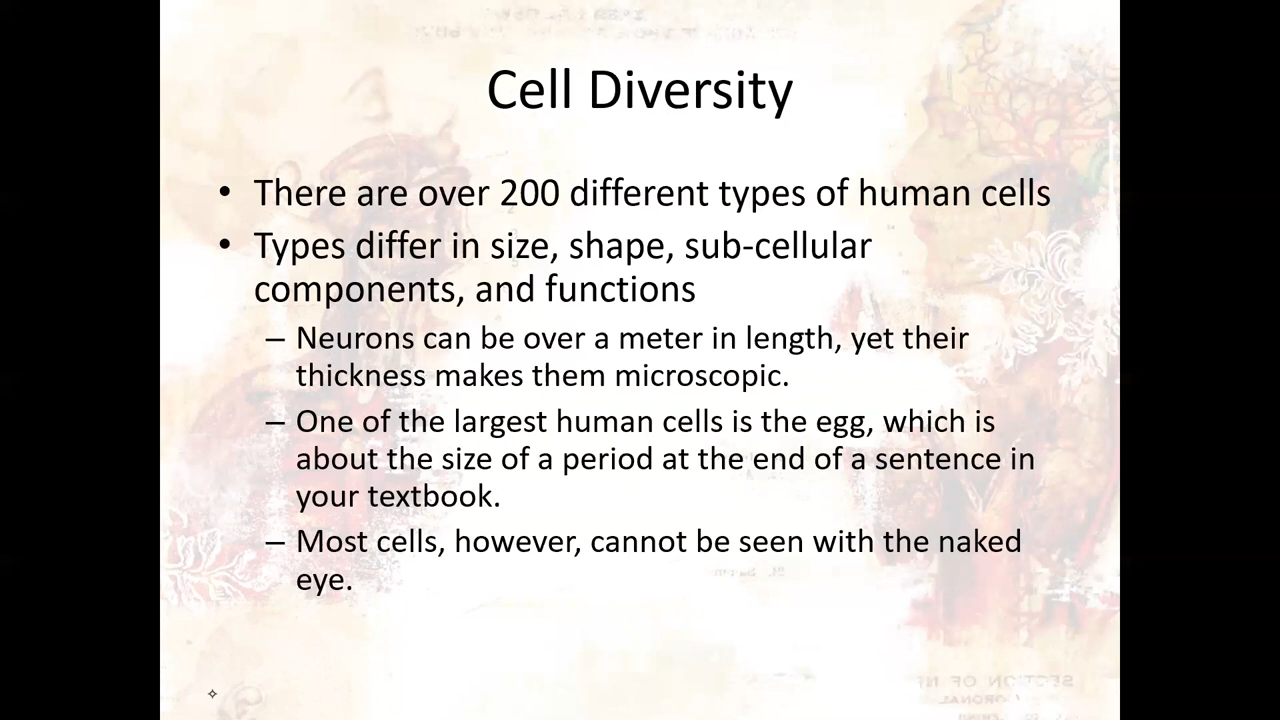 Cell Diversity
• There are over 200 different types of human cells
• Types differ in size, shape, sub-cellular
components, and functions
– Neurons can be over a meter in length, yet their
thickness makes them microscopic.
– One of the largest human cells is the egg, which is
about the size of a period at the end of a sentence in
your textbook.
– Most cells, however, cannot be seen with the naked
eye.